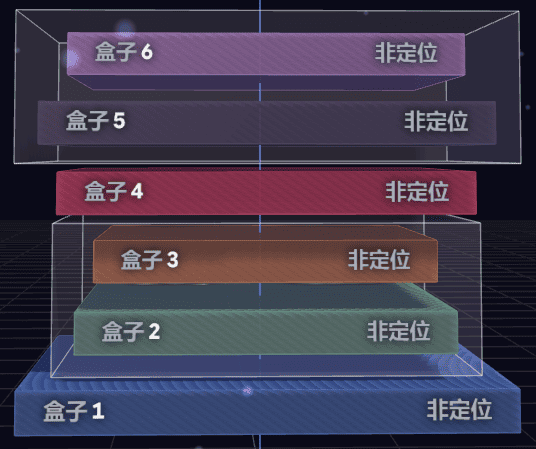 盒子 6 非定位
盒子 5 非定位
盒子 4 非定位
盒子 3 非定位
盒子 2 非定位
盒子 1 非定位